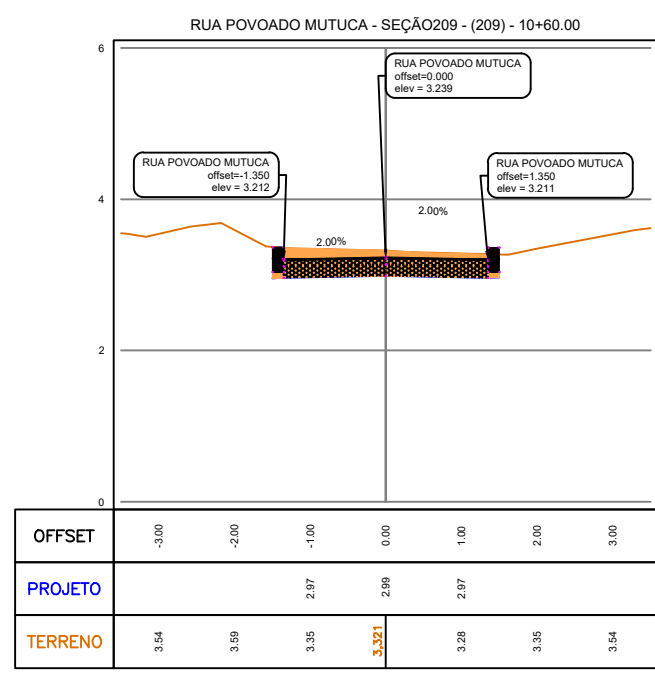 RUA POVOADO MUTUCA - SEÇÃO209 - (209) - 10+60.00
6
RUA POVOADO MUTUCA
offset=0.000
elev = 3.239
RUA POVOADO MUTUCA
offset=-1.350
elev = 3.212
RUA POVOADO MUTUCA
offset=1.350
elev = 3.211
4
2.00%
2.00%
2
0
OFFSET -3.00 -2.00 -1.00 0.00 1.00 2.00 3.00
PROJETO 2.97 2.99 2.97
TERRENO 3.54 3.59 3.35 3,321 3.28 3.35 3.54